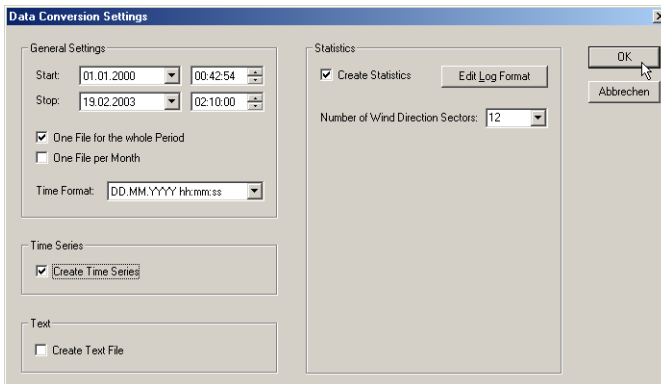 Data Conversion Settings
General Settings
Start: 01.01.2000 00:42:54
Stop: 19.02.2003 02:10:00
One File for the whole Period
One File per Month
Time Format: DD.MM.YYYY hh:mm:ss
Time Series
Create Time Series
Text
Create Text File
Statistics
Create Statistics Edit Log Format
Number of Wind Direction Sectors: 12
OK
Abbrechen